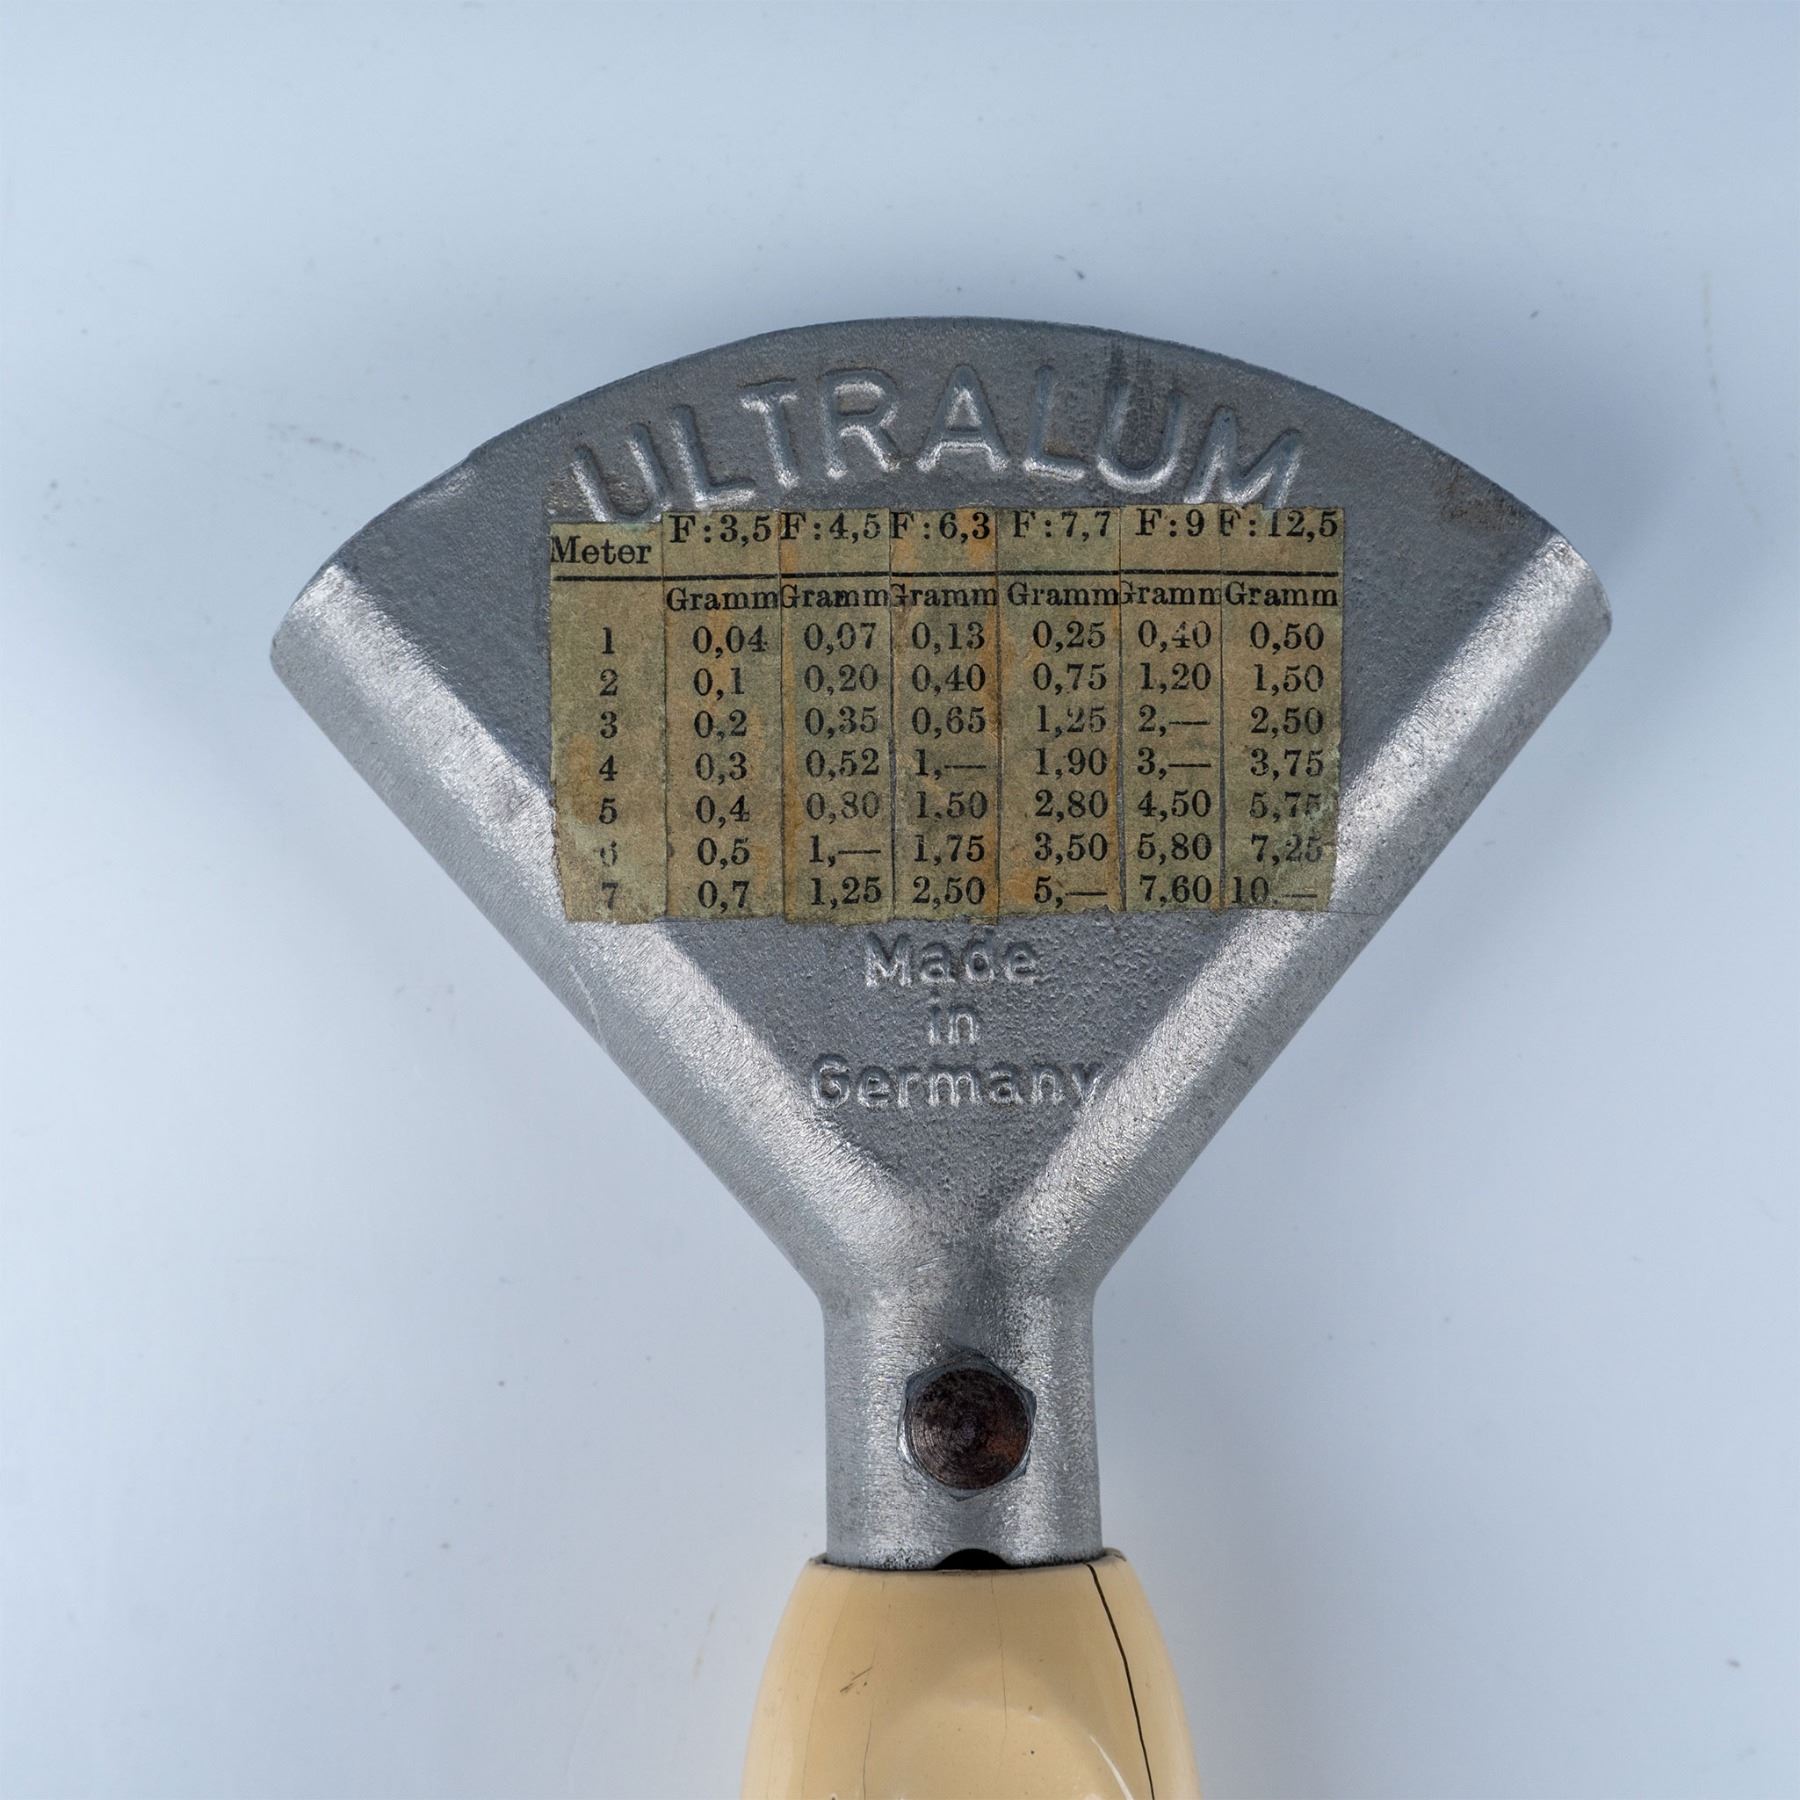 ULTRALUM
Meter F:3,5 F:4,5 F:6,3 F:7,7 F:9 F:12,5
Gramm Gramm Gramm Gramm Gramm Gramm
1 0,04 0,07 0,13 0,25 0,40 0,50
2 0,1 0,20 0,40 0,75 1,20 1,50
3 0,2 0,35 0,65 1,25 2,— 2,50
4 0,3 0,52 1,— 1,90 3,— 3,75
5 0,4 0,80 1,50 2,80 4,50 5,75
6 0,5 1,— 1,75 3,50 5,80 7,25
7 0,7 1,25 2,50 5,— 7,60 10,—
Made
in
Germany